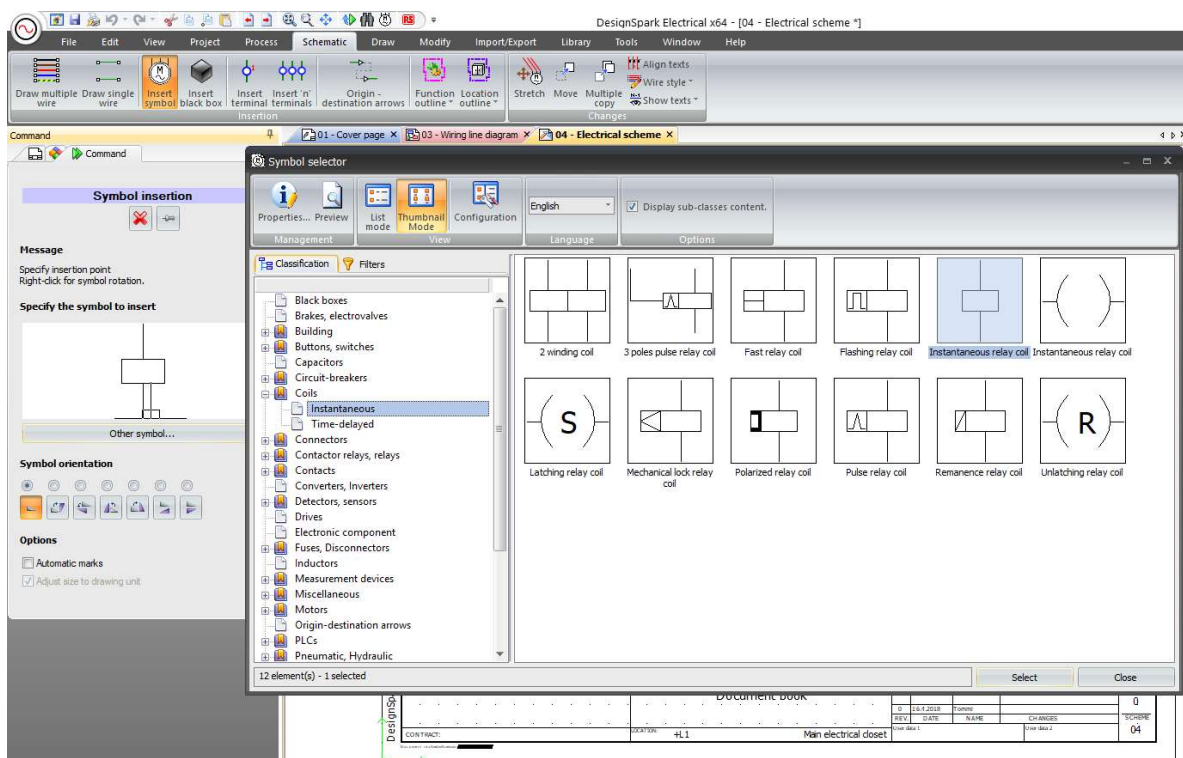 DesignSpark Electrical x64 - [04 - Electrical scheme *]
RS
File Edit View Project Process Schematic Draw Modify Import/Export Library Tools Window Help
Draw multiple wire
Draw single wire
Insert symbol
Insert black box
Insert terminal
Insert 'n' terminals
Origin - destination arrows
Function outline
Location outline
Insertion
Stretch
Move
Multiple copy
Align texts
Wire style
Show texts
Changes
Command
01 - Cover page
03 - Wiring line diagram
04 - Electrical scheme
Command
Symbol insertion
Message
Specify insertion point
Right-click for symbol rotation.
Specify the symbol to insert
Other symbol...
Symbol orientation
Options
Automatic marks
Adjust size to drawing unit
Symbol selector
Properties...
Preview
Management
List mode
Thumbnail Mode
Configuration
View
English
Language
Display sub-classes content.
Options
Classification
Filters
Black boxes
Brakes, electrovalves
Building
Buttons, switches
Capacitors
Circuit-breakers
Coils
Instantaneous
Time-delayed
Connectors
Contactor relays, relays
Contacts
Converters, Inverters
Detectors, sensors
Drives
Electronic component
Fuses, Disconnectors
Inductors
Measurement devices
Miscellaneous
Motors
Origin-destination arrows
PLCs
Pneumatic, Hydraulic
2 winding coil
3 poles pulse relay coil
Fast relay coil
Flashing relay coil
Instantaneous relay coil
Instantaneous relay coil
S
Latching relay coil
Mechanical lock relay coil
Polarized relay coil
Pulse relay coil
Remanence relay coil
R
Unlatching relay coil
12 element(s) - 1 selected
Select
Close
DesignSp
Document book
0 16.4.2018 Tommi
REV. DATE NAME CHANGES
0
SCHEME
04
CONTRACT:
LOCATION: +L1 Main electrical closet
User data 1
User data 2